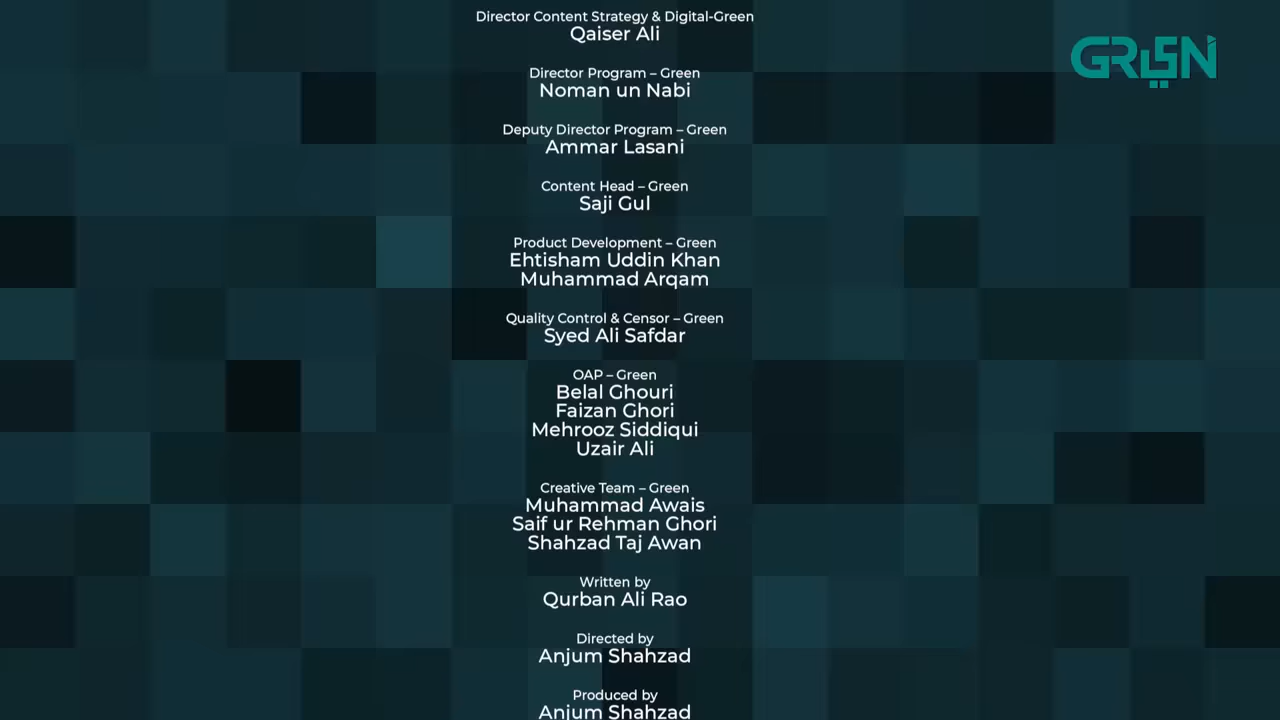 Director Content Strategy & Digital-Green
Qaiser Ali
Director Program – Green
Noman un Nabi
Deputy Director Program – Green
Ammar Lasani
Content Head – Green
Saji Gul
Product Development – Green
Ehtisham Uddin Khan
Muhammad Arqam
Quality Control & Censor – Green
Syed Ali Safdar
OAP – Green
Belal Ghouri
Faizan Ghori
Mehrooz Siddiqui
Uzair Ali
Creative Team – Green
Muhammad Awais
Saif ur Rehman Ghori
Shahzad Taj Awan
Written by
Qurban Ali Rao
Directed by
Anjum Shahzad
Produced by
Anjum Shahzad